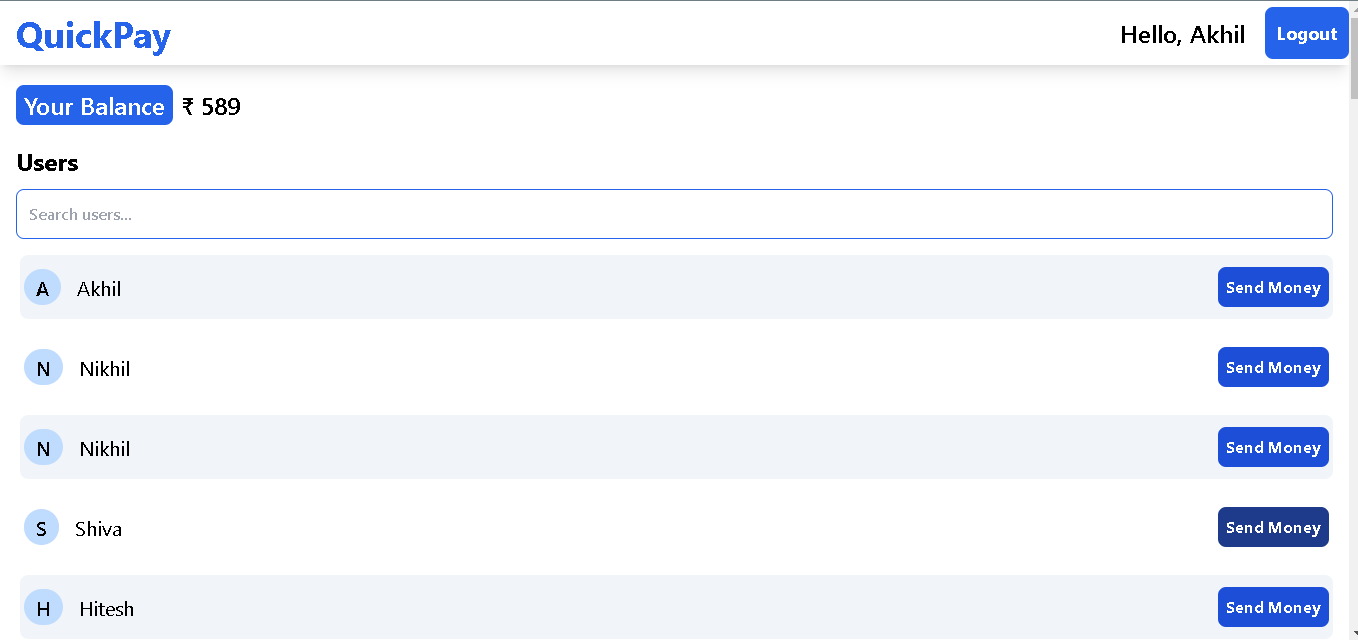 QuickPay
Hello, Akhil Logout
Your Balance ₹ 589
Users
Search users...
A Akhil Send Money
N Nikhil Send Money
N Nikhil Send Money
S Shiva Send Money
H Hitesh Send Money